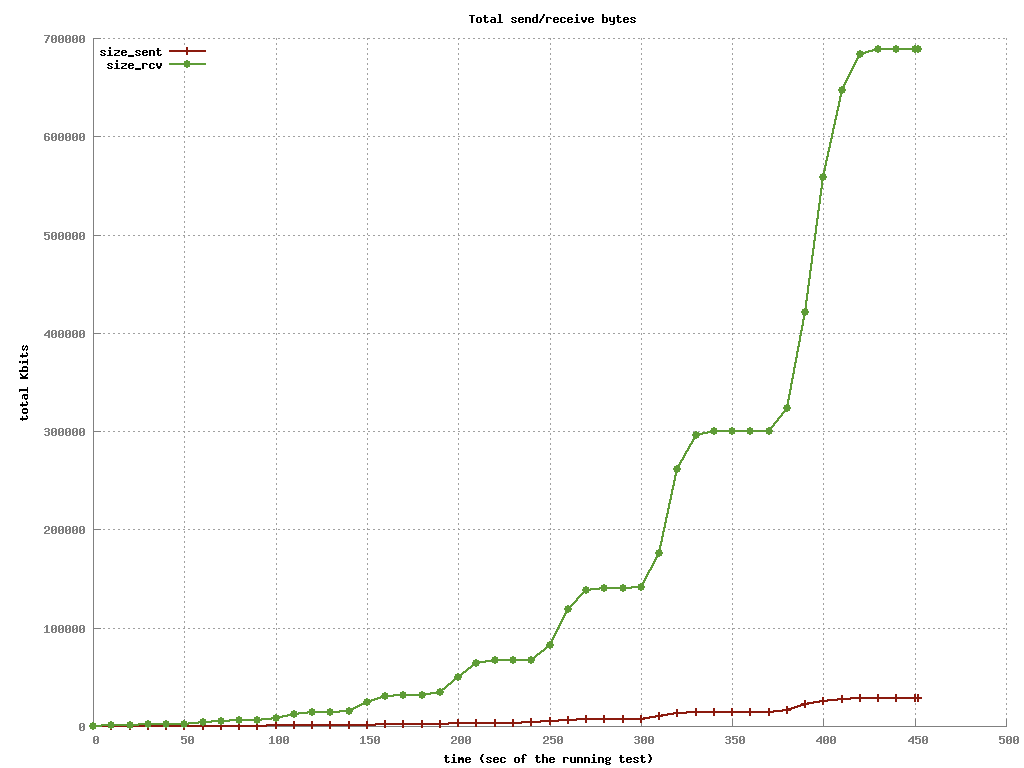 Total send/receive bytes
size_sent
size_rcv
700000
600000
500000
400000
300000
200000
100000
0
total Kbits
0 50 100 150 200 250 300 350 400 450 500
time (sec of the running test)